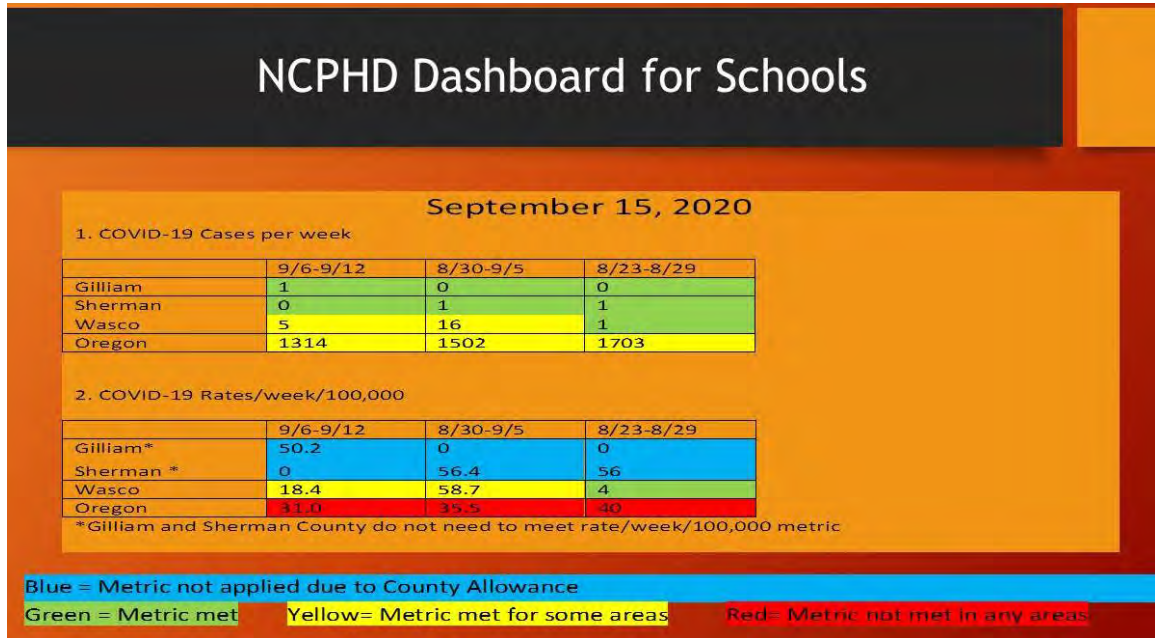 NCPHD Dashboard for Schools
September 15, 2020
1. COVID-19 Cases per week
9/6-9/12 8/30-9/5 8/23-8/29
Gilliam 1 0 0
Sherman 0 1 1
Wasco 5 16 1
Oregon 1314 1502 1703
2. COVID-19 Rates/week/100,000
9/6-9/12 8/30-9/5 8/23-8/29
Gilliam* 50.2 0 0
Sherman * 0 56.4 56
Wasco 18.4 58.7 4
Oregon 31.0 35.5 40
*Gilliam and Sherman County do not need to meet rate/week/100,000 metric
Blue = Metric not applied due to County Allowance
Green = Metric met Yellow= Metric met for some areas Red= Metric not met in any areas